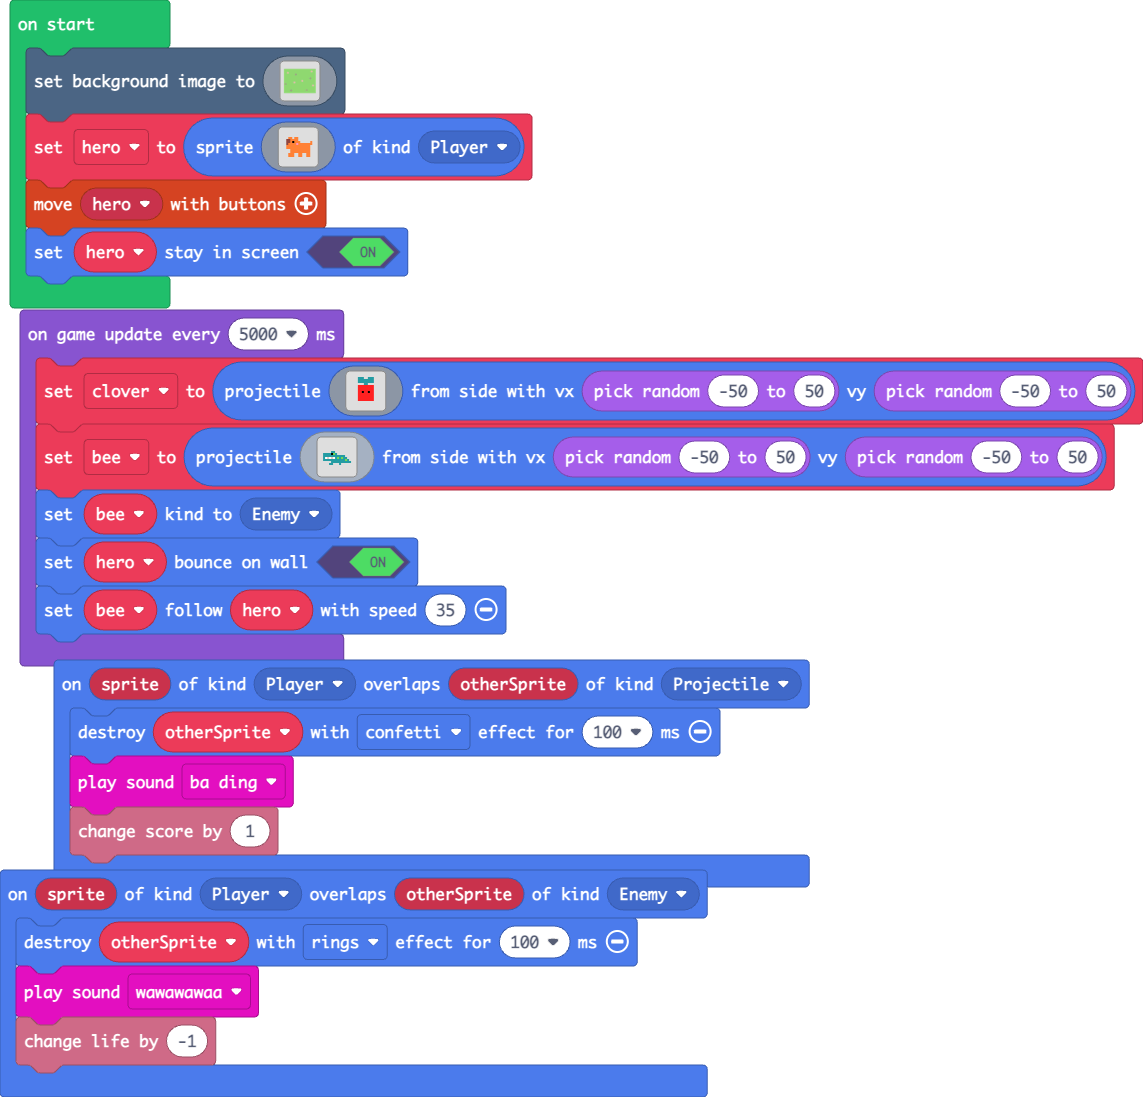 on start
set background image to
set hero to sprite of kind Player
move hero with buttons
set hero stay in screen ON
on game update every 5000 ms
set clover to projectile from side with vx pick random -50 to 50 vy pick random -50 to 50
set bee to projectile from side with vx pick random -50 to 50 vy pick random -50 to 50
set bee kind to Enemy
set hero bounce on wall ON
set bee follow hero with speed 35
on sprite of kind Player overlaps otherSprite of kind Projectile
destroy otherSprite with confetti effect for 100 ms
play sound ba ding
change score by 1
on sprite of kind Player overlaps otherSprite of kind Enemy
destroy otherSprite with rings effect for 100 ms
play sound wawawawaa
change life by -1